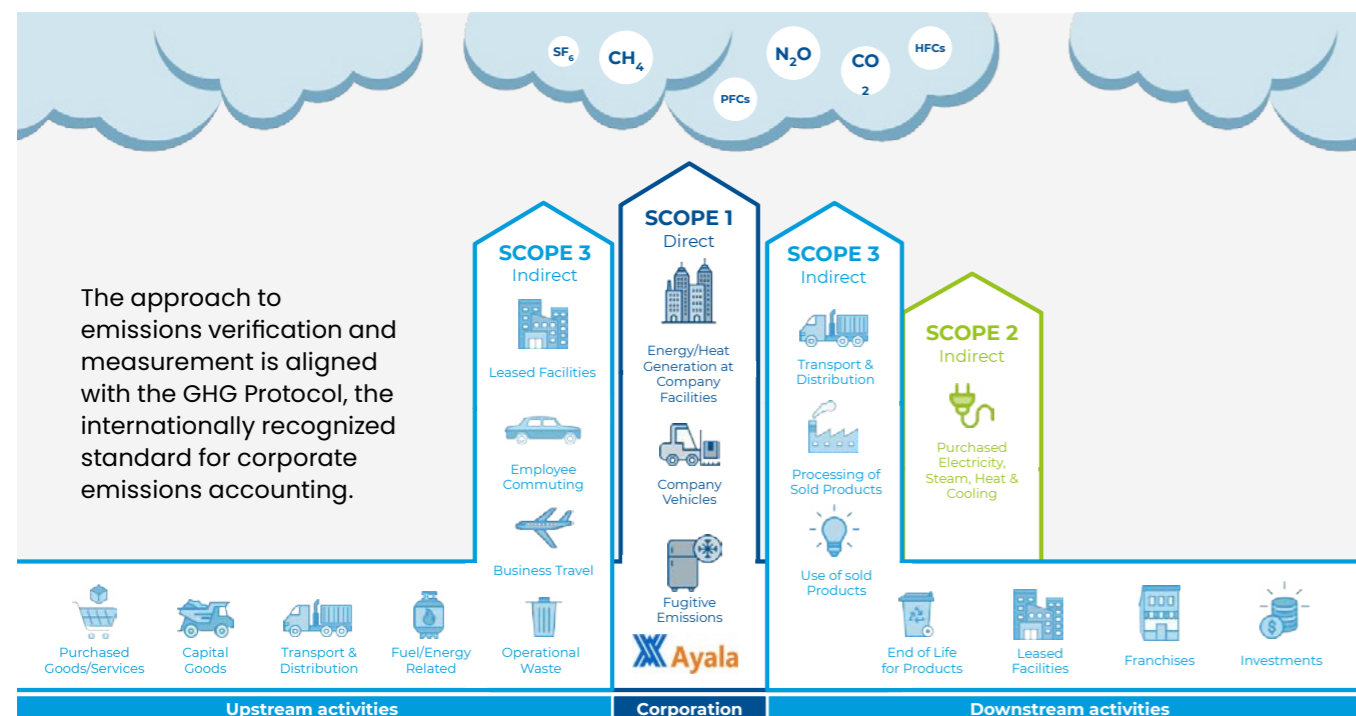 SF6
CH4
PFCs
N2O
CO
2
HFCs
The approach to
emissions verification and
measurement is aligned
with the GHG Protocol, the
internationally recognized
standard for corporate
emissions accounting.
SCOPE 3
Indirect
Leased Facilities
Employee
Commuting
Business Travel
SCOPE 1
Direct
Energy/Heat
Generation at
Company
Facilities
Company
Vehicles
Fugitive
Emissions
Ayala
SCOPE 3
Indirect
Transport &
Distribution
Processing of
Sold Products
Use of sold
Products
SCOPE 2
Indirect
Purchased
Electricity,
Steam, Heat &
Cooling
Purchased
Goods/Services
Capital
Goods
Transport &
Distribution
Fuel/Energy
Related
Operational
Waste
End of Life
for Products
Leased
Facilities
Franchises
Investments
Upstream activities
Corporation
Downstream activities